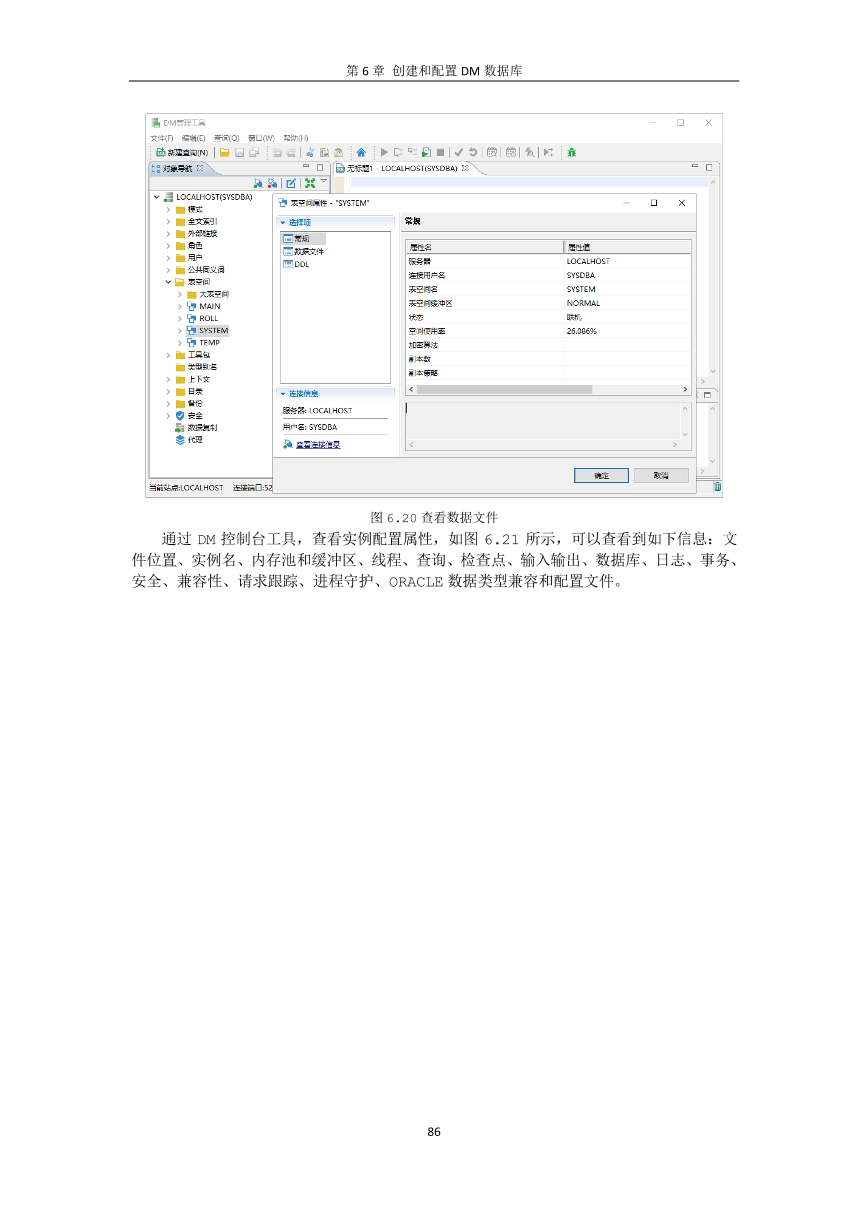 第 6 章 创建和配置 DM 数据库
DM管理工具
文件(F) 编辑(E) 查询(Q) 窗口(W) 帮助(H)
新建查询(N)
对象导航
无标题1 - LOCALHOST(SYSDBA)
LOCALHOST(SYSDBA)
模式
全文索引
外部链接
角色
用户
公共同义词
表空间
大表空间
MAIN
ROLL
SYSTEM
TEMP
工具包
类型别名
上下文
目录
备份
安全
数据复制
代理
当前站点:LOCALHOST 连接端口:52
表空间属性 - "SYSTEM"
选择项
常规
数据文件
DDL
连接信息
服务器: LOCALHOST
用户名: SYSDBA
查看连接信息
常规
属性名 属性值
服务器 LOCALHOST
连接用户名 SYSDBA
表空间名 SYSTEM
表空间缓冲区 NORMAL
状态 联机
空间使用率 26.086%
加密算法
副本数
副本策略
确定 取消
图 6.20 查看数据文件
通过 DM 控制台工具，查看实例配置属性，如图 6.21 所示，可以查看到如下信息：文
件位置、实例名、内存池和缓冲区、线程、查询、检查点、输入输出、数据库、日志、事务、
安全、兼容性、请求跟踪、进程守护、ORACLE 数据类型兼容和配置文件。
86